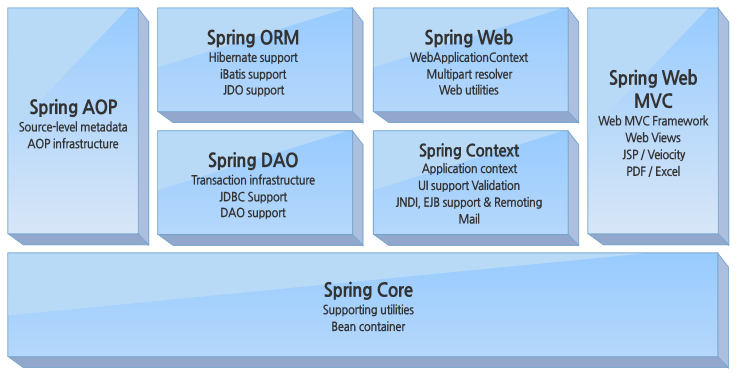 Spring AOP
Source-level metadata
AOP infrastructure
Spring ORM
Hibernate support
iBatis support
JDO support
Spring Web
WebApplicationContext
Multipart resolver
Web utilities
Spring Web
MVC
Web MVC Framework
Web Views
JSP / Veiocity
PDF / Excel
Spring DAO
Transaction infrastructure
JDBC Support
DAO support
Spring Context
Application context
UI support Validation
JNDI, EJB support & Remoting
Mail
Spring Core
Supporting utilities
Bean container